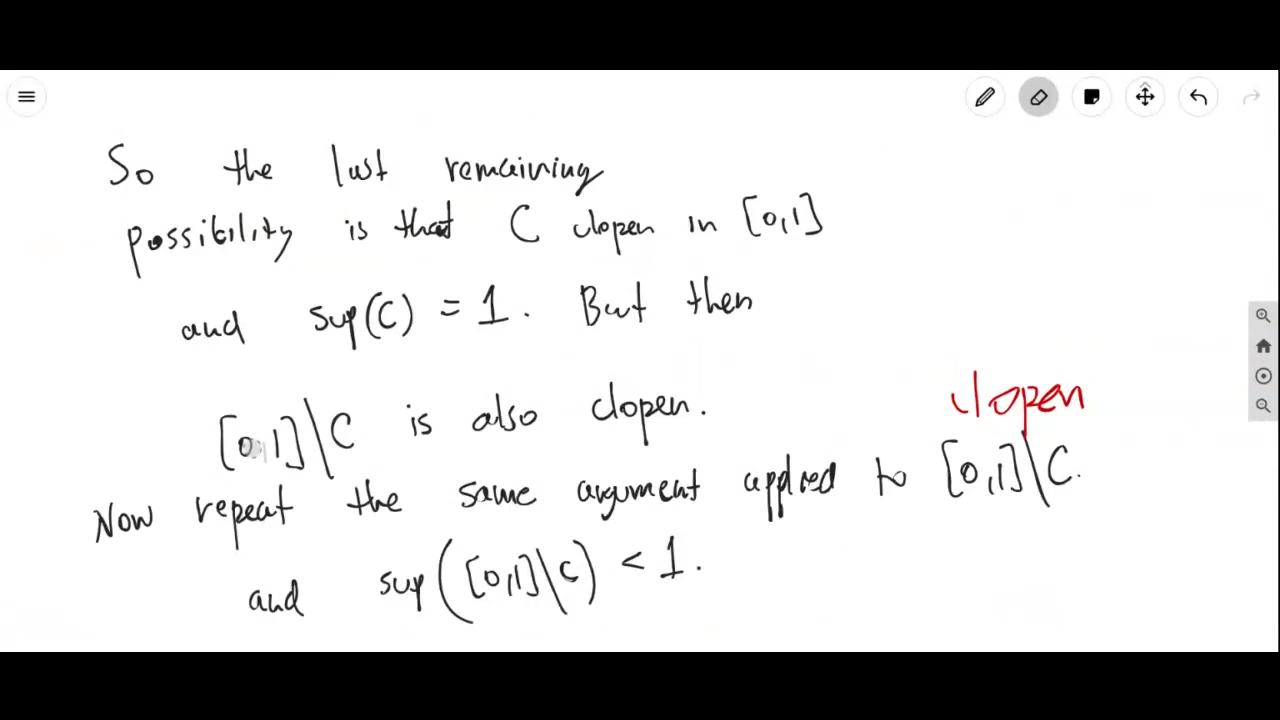 So the last remaining
possibility is that C clopen in [0,1]
and sup(C) = 1. But then
[0,1]\C is also clopen.
clopen
Now repeat the same argument applied to [0,1]\C.
and sup([0,1]\C) < 1.